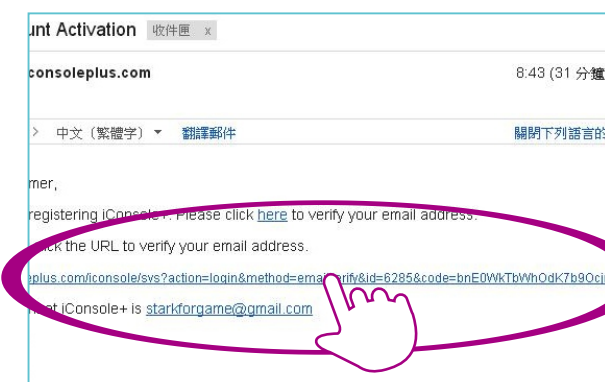 unt Activation 收件匣 x
consoleplus.com 8:43 (31 分鐘
> 中文（繁體字） 翻譯郵件 關閉下列語言的
mer,
registering iConsole+. Please click here to verify your email address.
ck the URL to verify your email address.
plus.com/iconsole/svs?action=login&method=emailverify&id=6285&code=bnE0WkTbWhOdK7b9Oci
at iConsole+ is starkforgame@gmail.com